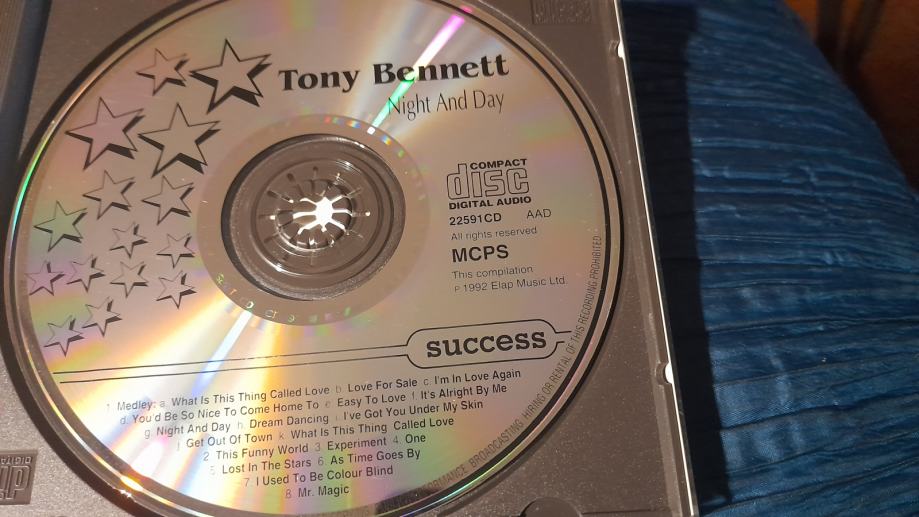 Tony Bennett
Night And Day
COMPACT
disc
DIGITAL AUDIO
22591CD AAD
All rights reserved
MCPS
This compilation
P 1992 Elap Music Ltd.
success
1 Medley: a. What Is This Thing Called Love b. Love For Sale c. I'm In Love Again
d. You'd Be So Nice To Come Home To e Easy To Love f. It's Alright By Me
g. Night And Day h. Dream Dancing i. I've Got You Under My Skin
j Get Out Of Town k. What Is This Thing Called Love
2 This Funny World 3. Experiment 4. One
5. Lost In The Stars 6. As Time Goes By
7. I Used To Be Colour Blind
8 Mr. Magic
BROADCASTING HIRING OR RENTAL OF THIS RECORDING PROHIBITED